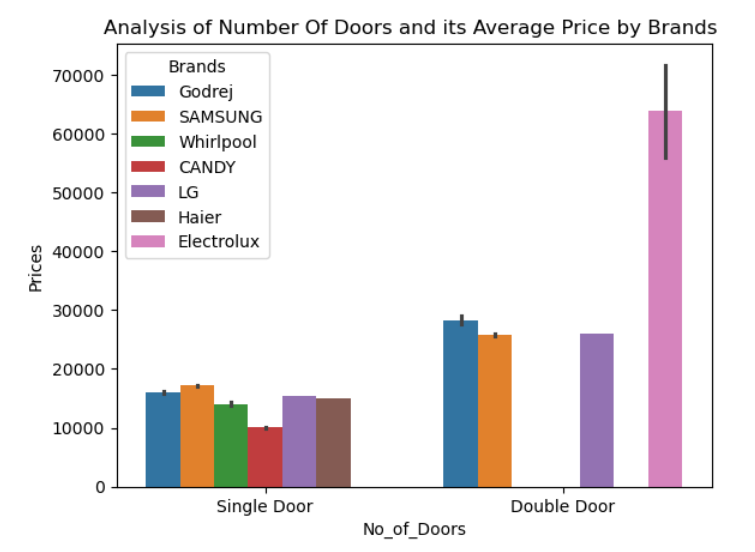 Analysis of Number Of Doors and its Average Price by Brands
Brands
Godrej
SAMSUNG
Whirlpool
CANDY
LG
Haier
Electrolux
Prices
70000
60000
50000
40000
30000
20000
10000
0
Single Door
Double Door
No_of_Doors